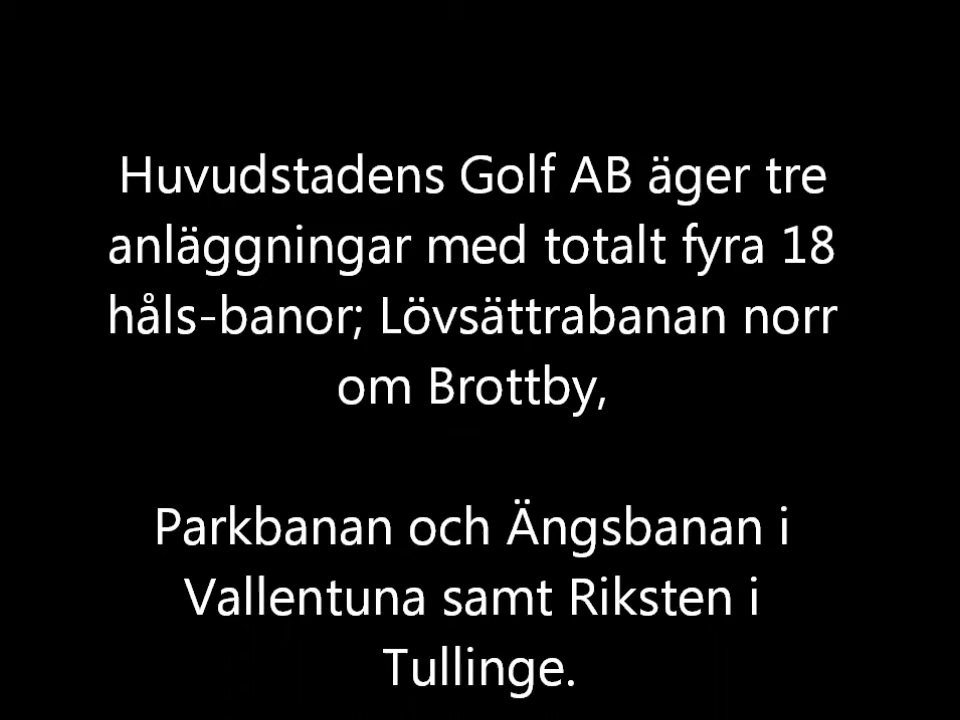 Huvudstadens Golf AB äger tre
anläggningar med totalt fyra 18
håls-banor; Lövsättrabanan norr
om Brottby,
Parkbanan och Ängsbanan i
Vallentuna samt Riksten i
Tullinge.